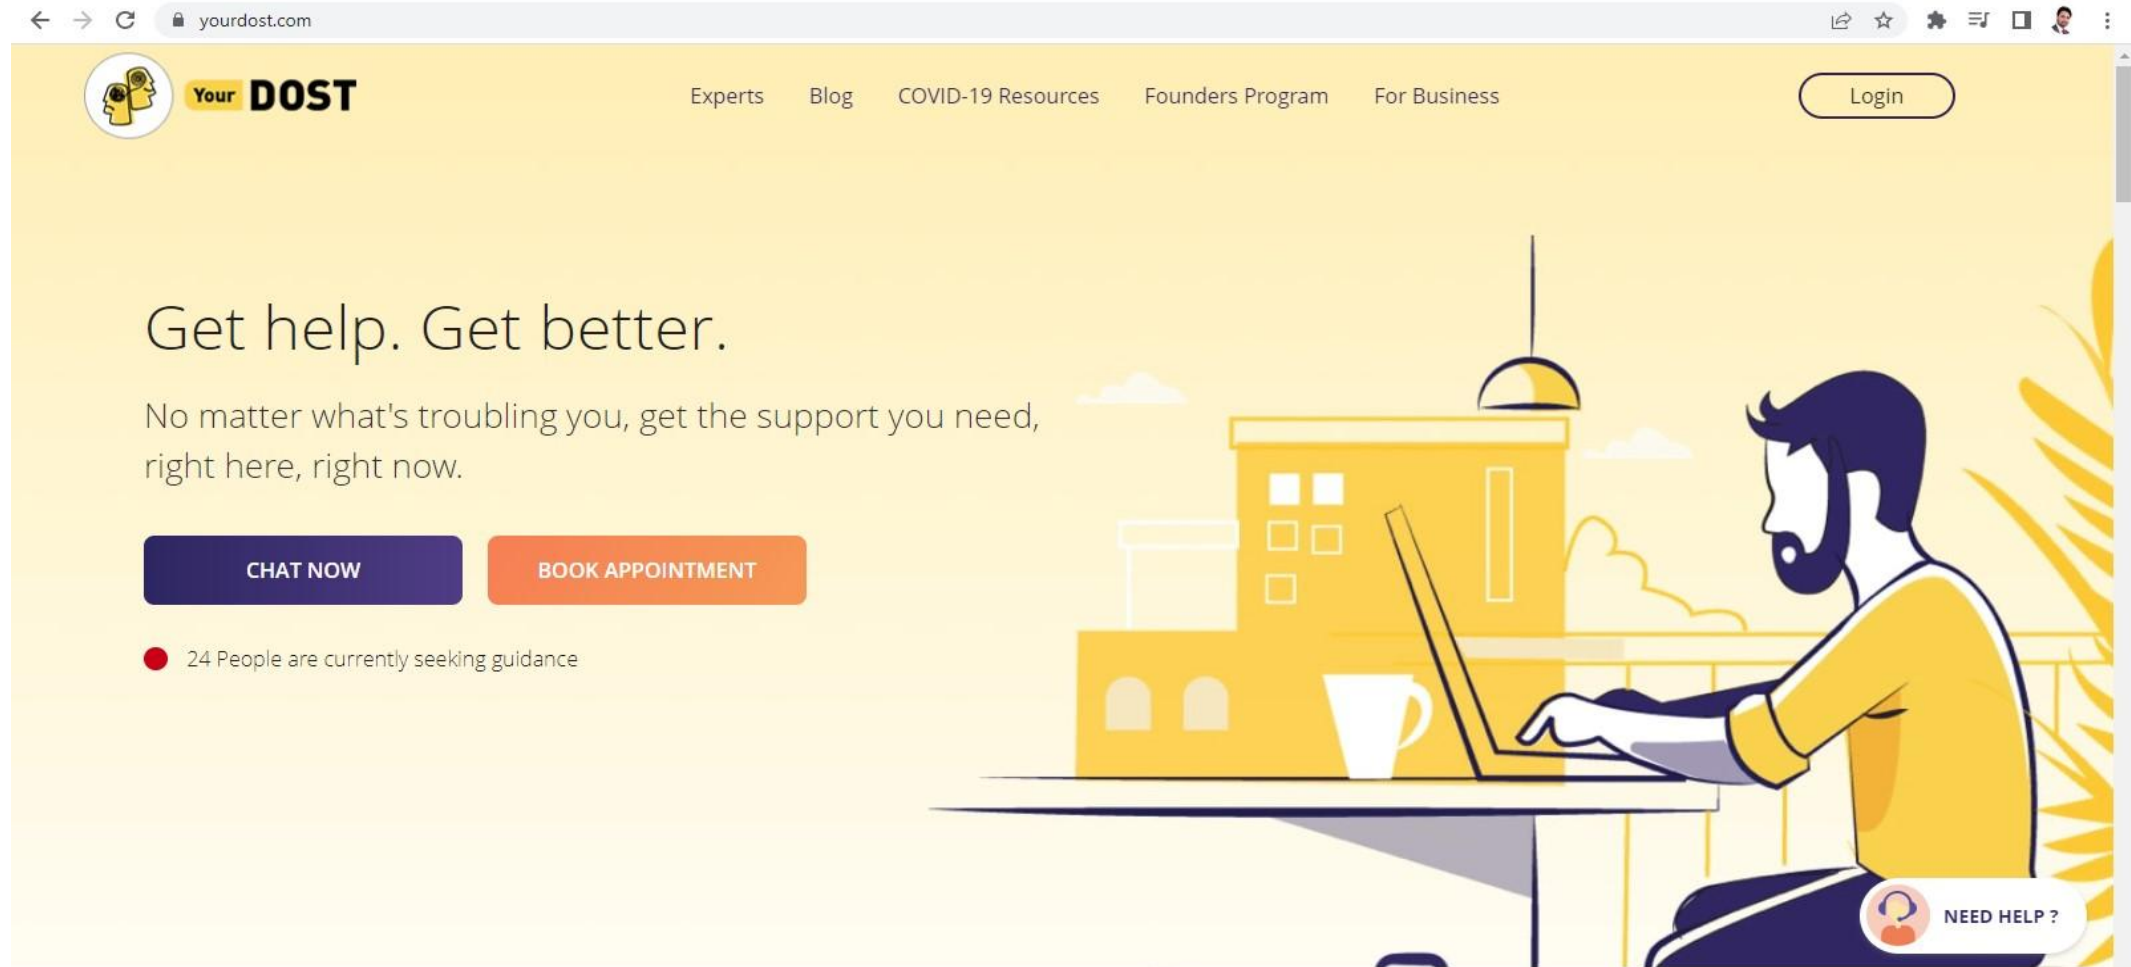 yourdost.com
Your DOST
Experts Blog COVID-19 Resources Founders Program For Business Login
Get help. Get better.
No matter what's troubling you, get the support you need,
right here, right now.
CHAT NOW BOOK APPOINTMENT
24 People are currently seeking guidance
NEED HELP ?